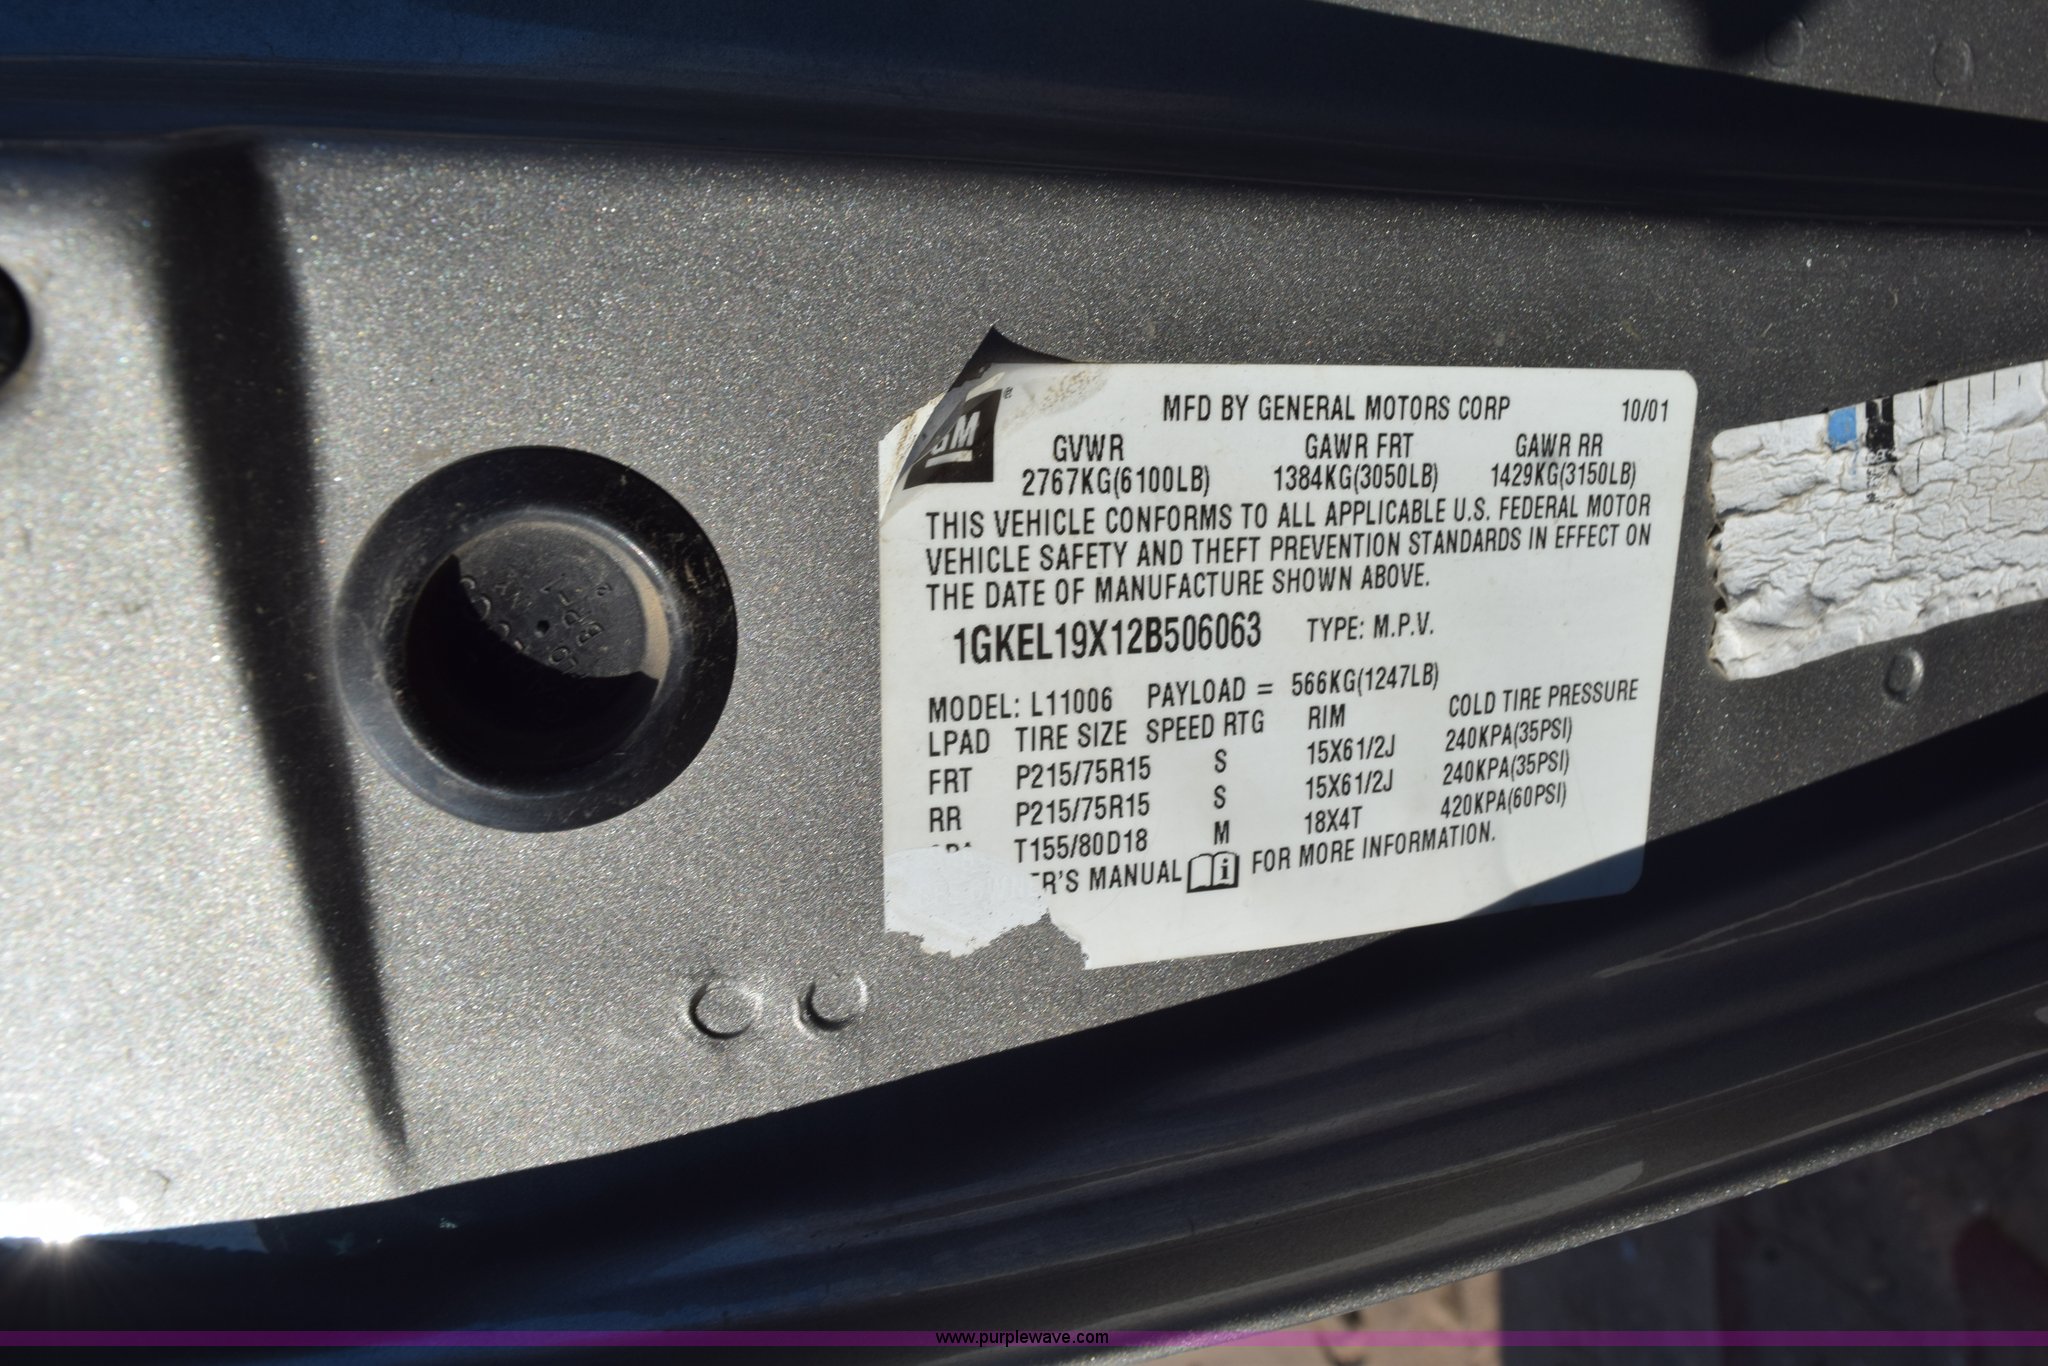 GM ®
MFD BY GENERAL MOTORS CORP 10/01
GVWR GAWR FRT GAWR RR
2767KG(6100LB) 1384KG(3050LB) 1429KG(3150LB)
THIS VEHICLE CONFORMS TO ALL APPLICABLE U.S. FEDERAL MOTOR
VEHICLE SAFETY AND THEFT PREVENTION STANDARDS IN EFFECT ON
THE DATE OF MANUFACTURE SHOWN ABOVE.
1GKEL19X12B506063 TYPE: M.P.V.
MODEL: L11006 PAYLOAD = 566KG(1247LB)
LPAD TIRE SIZE SPEED RTG RIM COLD TIRE PRESSURE
FRT P215/75R15 S 15X61/2J 240KPA(35PSI)
RR P215/75R15 S 15X61/2J 240KPA(35PSI)
T155/80D18 M 18X4T 420KPA(60PSI)
MANUAL FOR MORE INFORMATION.
www.purplewave.com